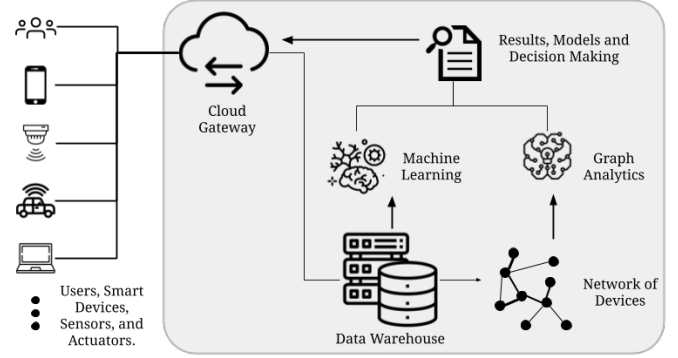 Results, Models and
Decision Making
Cloud
Gateway
Machine
Learning
Graph
Analytics
Users, Smart
Devices,
Sensors, and
Actuators.
Network of
Devices
Data Warehouse